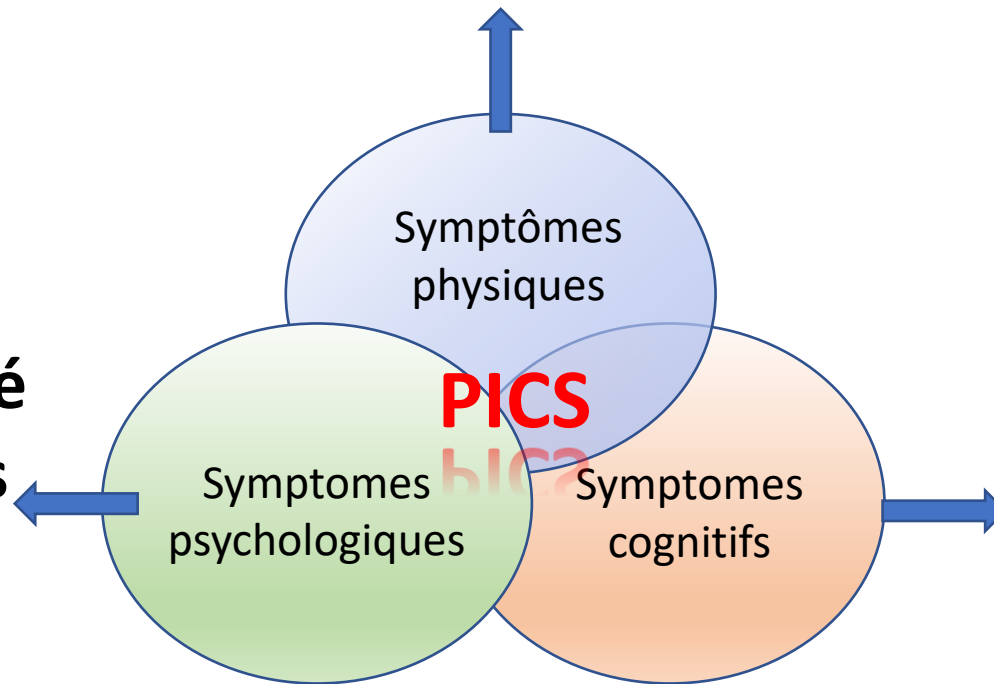 Symptômes
physiques
é
PICS
s
Symptomes
psychologiques
Symptomes
cognitifs